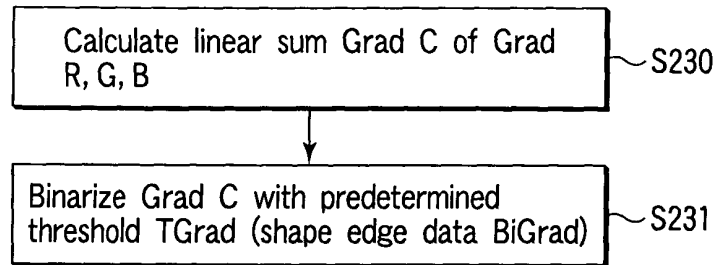 Calculate linear sum Grad C of Grad
R, G, B
S230
Binarize Grad C with predetermined
threshold TGrad (shape edge data BiGrad)
S231